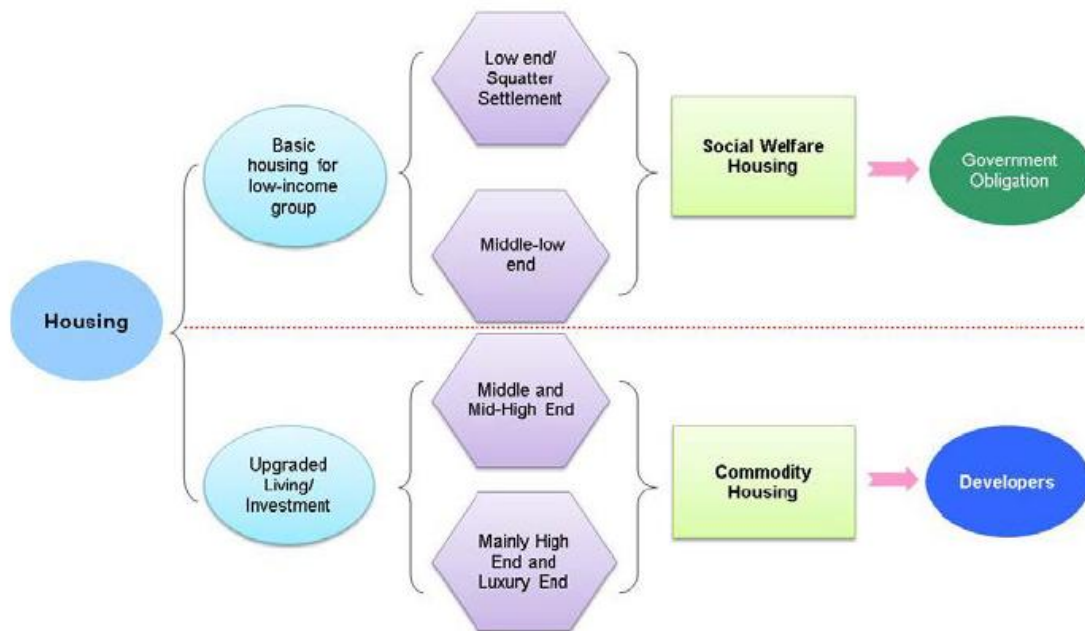 Housing
Basic
housing for
low-income
group
Low end/
Squatter
Settlement
Middle-low
end
Social Welfare
Housing
Government
Obligation
Upgraded
Living/
Investment
Middle and
Mid-High End
Mainly High
End and
Luxury End
Commodity
Housing
Developers